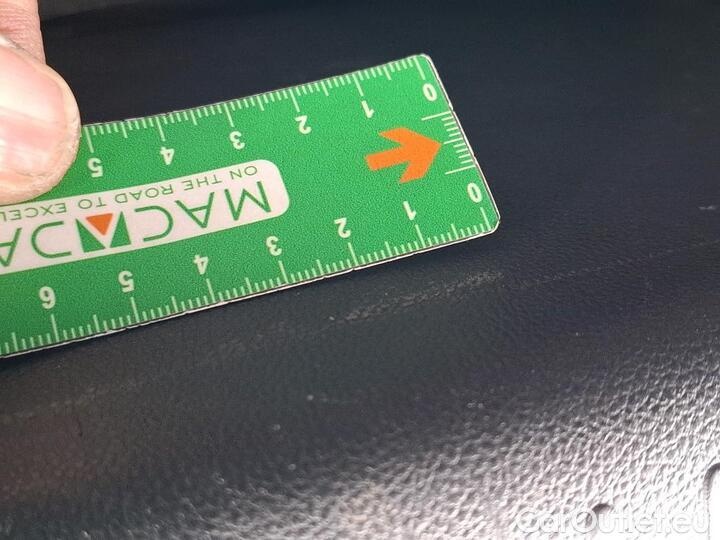 0 1 2 3 4 5 6
MACADA
ON THE ROAD TO EXCEL
0 1 2 3 4 5
CarOutlet.eu